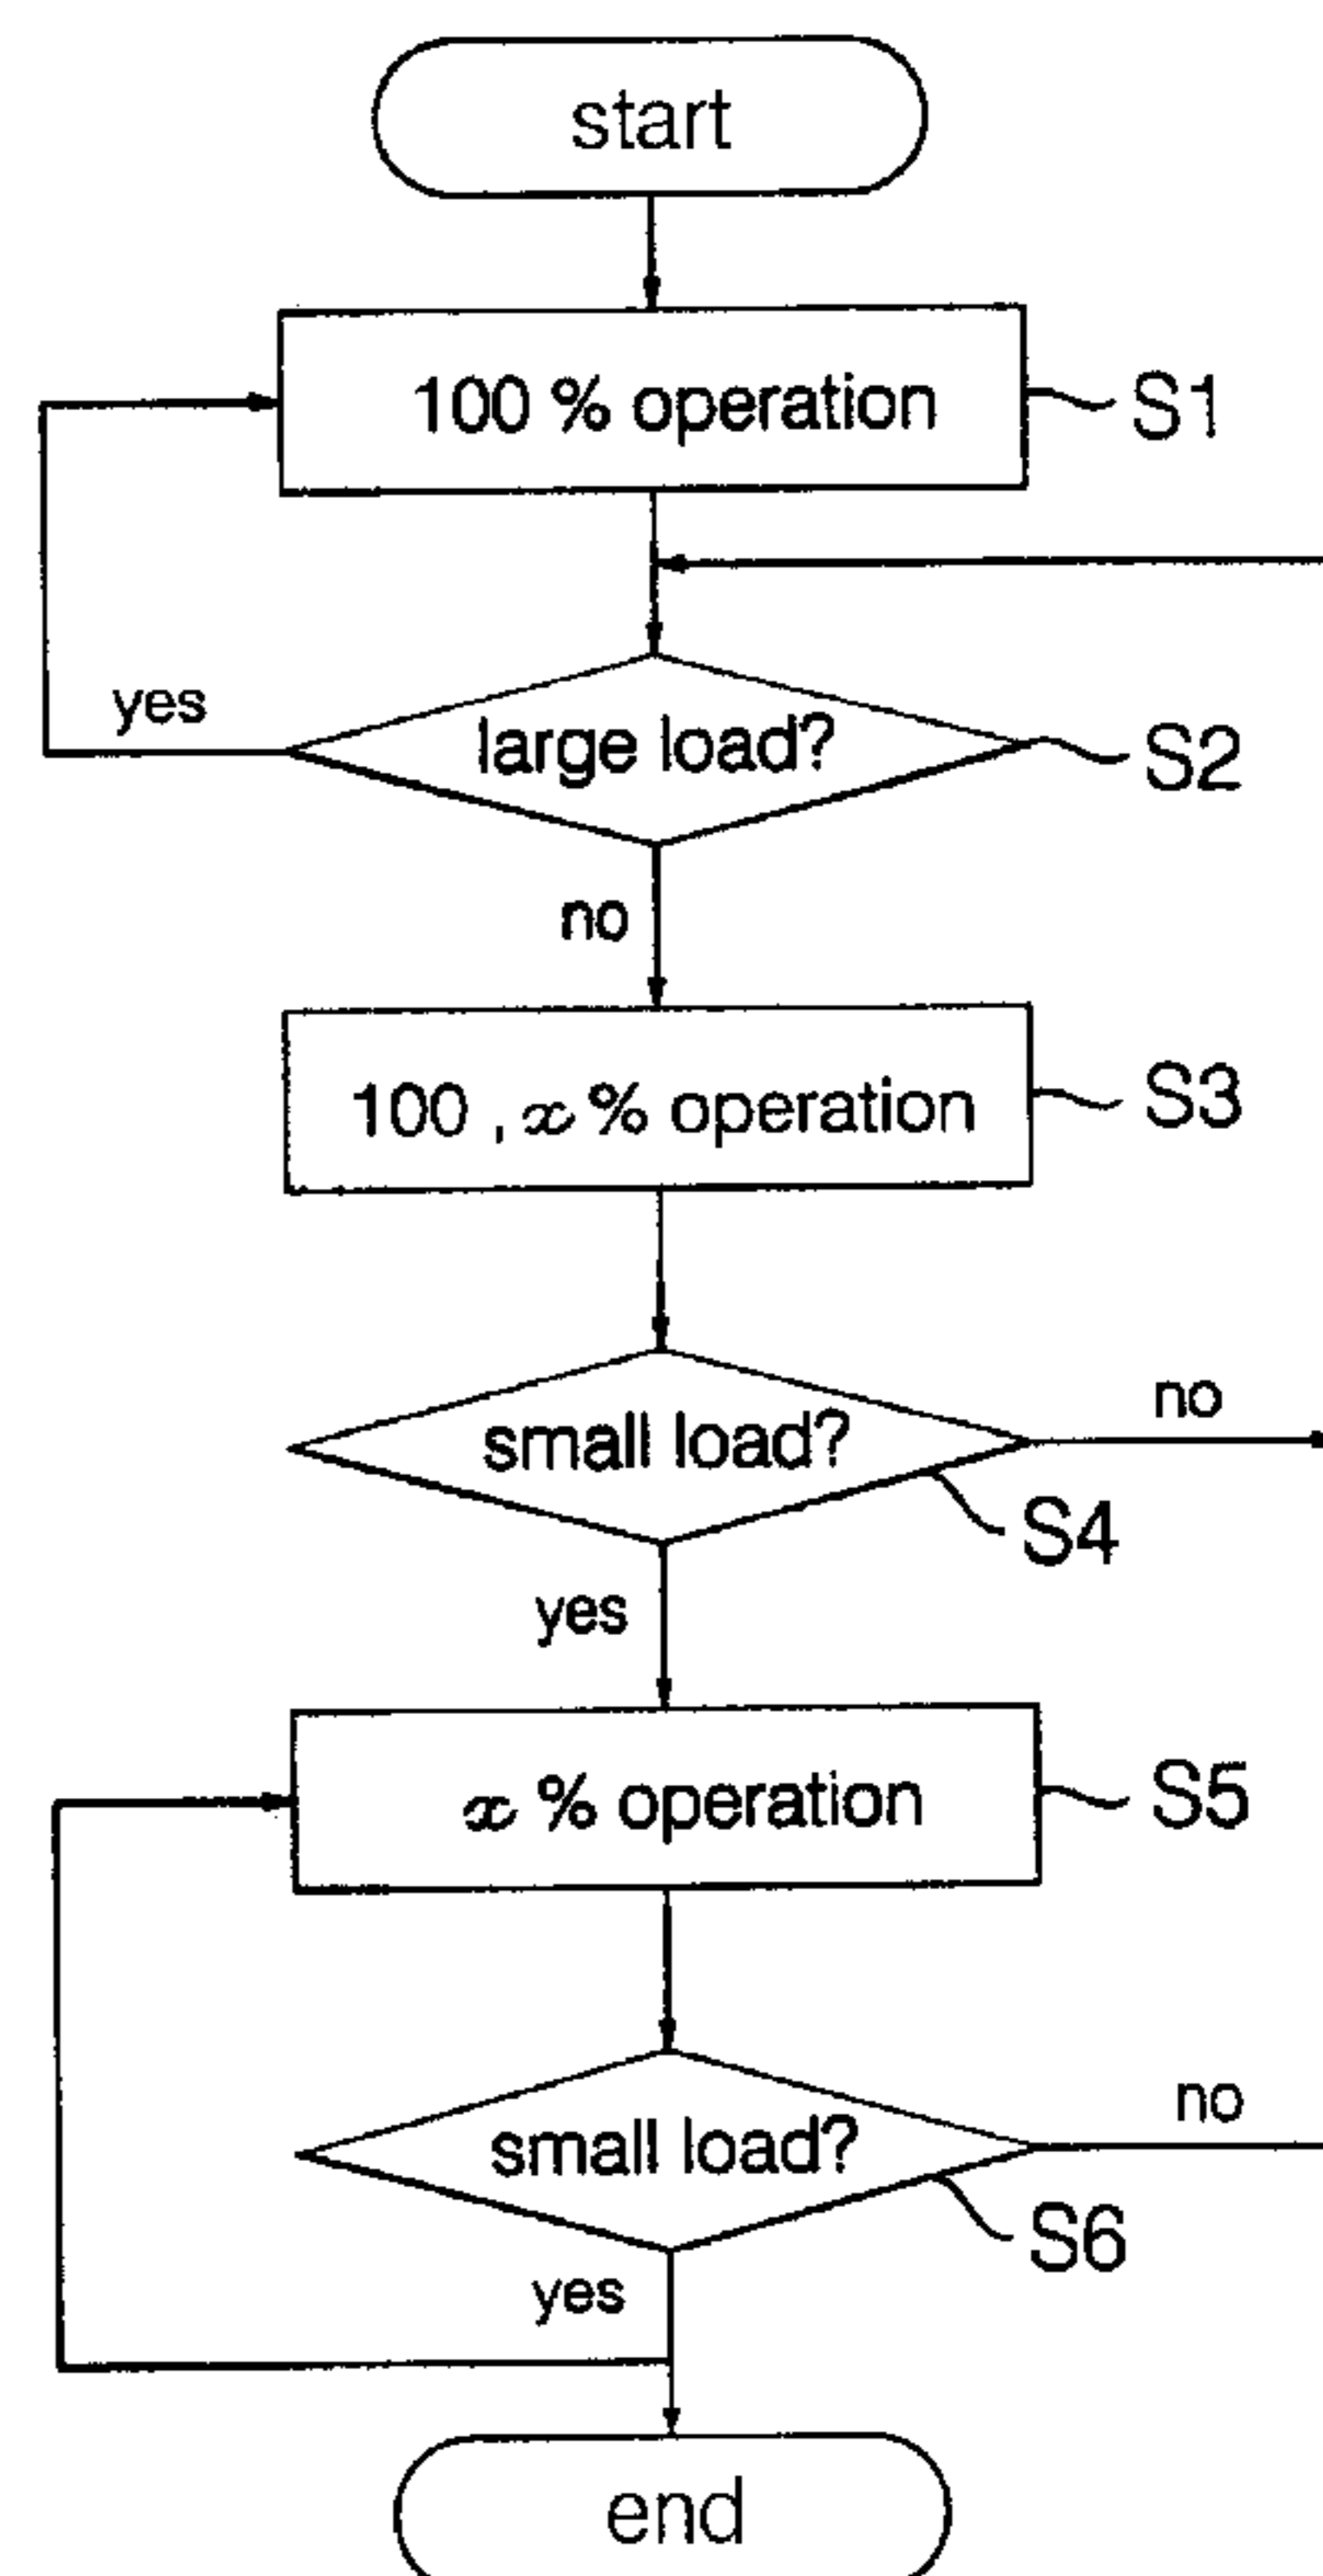 start
100 % operation
S1
large load?
S2
yes
no
100 , x % operation
S3
small load?
no
S4
yes
x % operation
S5
small load?
no
S6
yes
end